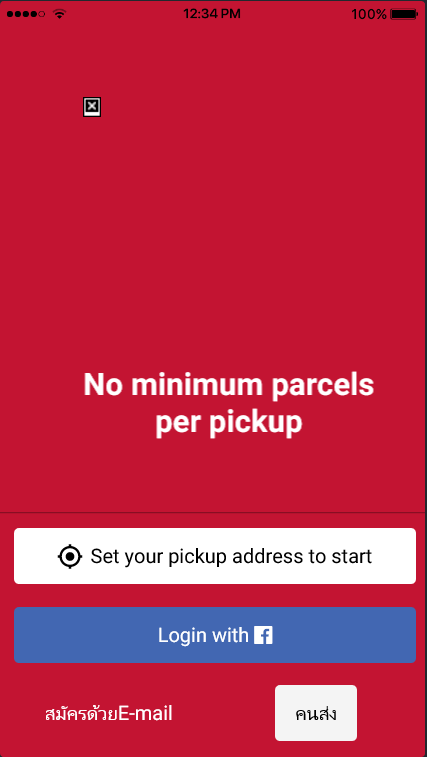 12:34 PM
100%
No minimum parcels
per pickup
Set your pickup address to start
Login with
สมัครด้วยE-mail
คนส่ง